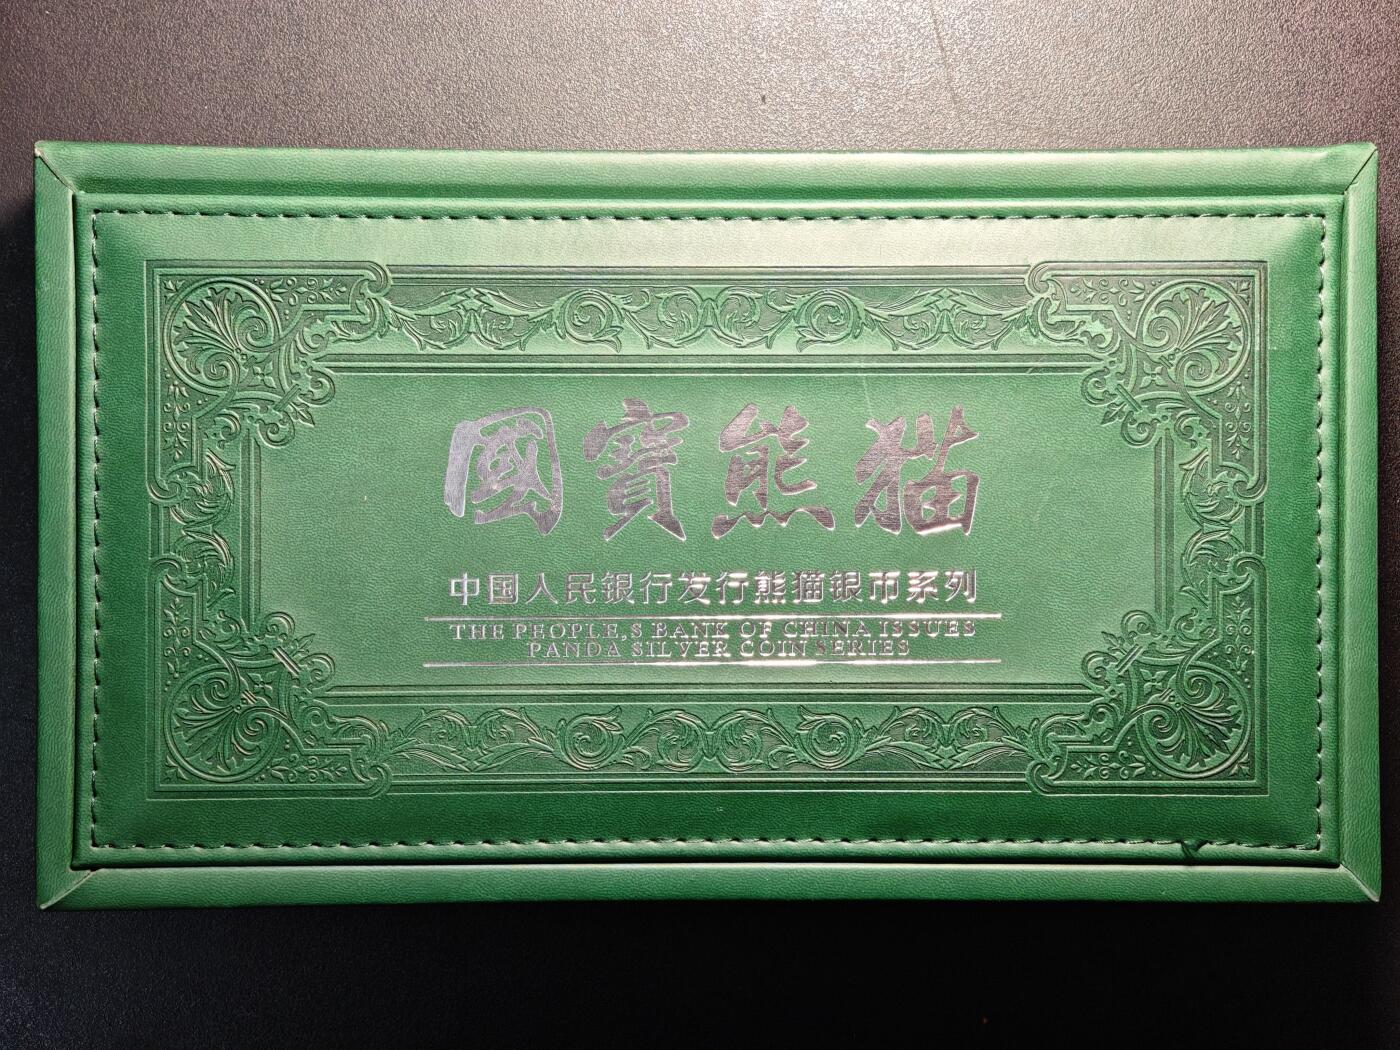 國寶熊猫
中国人民银行发行熊猫银币系列
THE PEOPLE,S BANK OF CHINA ISSUES
PANDA SILVER COIN SERIES